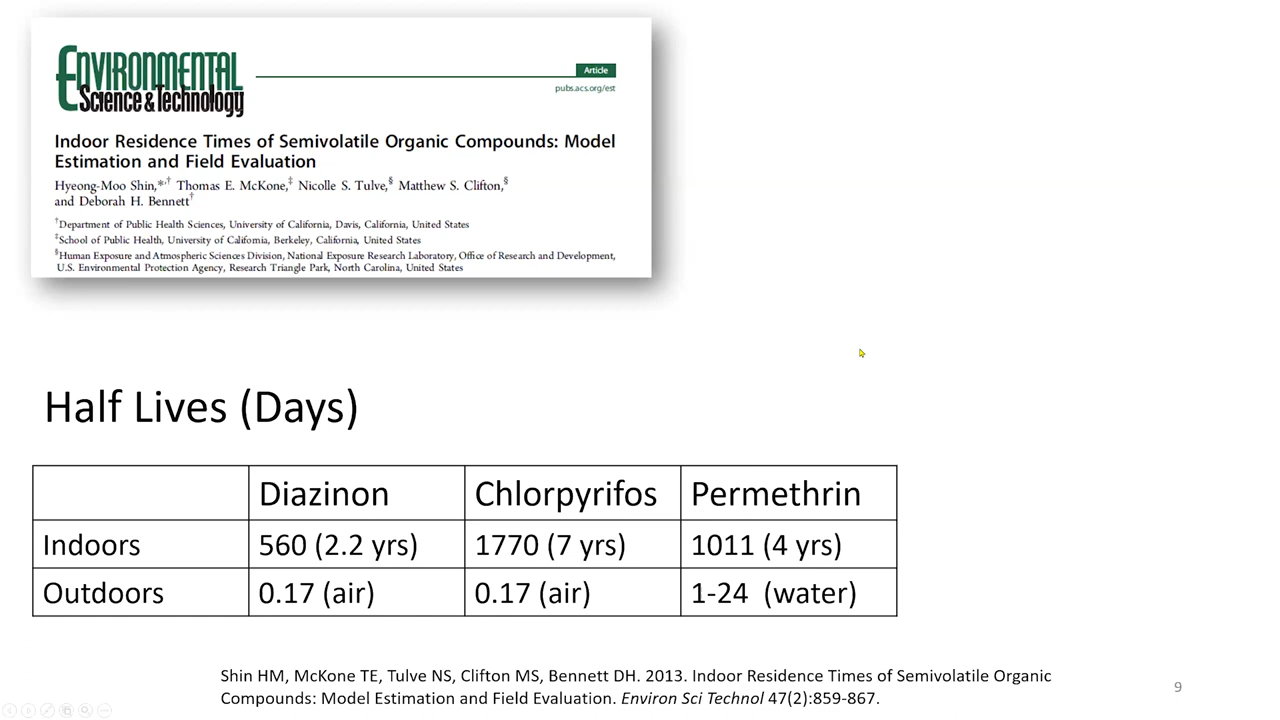 ENVIRONMENTAL
Science & Technology
Article
pubs.acs.org/est
Indoor Residence Times of Semivolatile Organic Compounds: Model
Estimation and Field Evaluation
Hyeong-Moo Shin,*,† Thomas E. McKone,‡ Nicolle S. Tulve,§ Matthew S. Clifton,§
and Deborah H. Bennett†
†Department of Public Health Sciences, University of California, Davis, California, United States
‡School of Public Health, University of California, Berkeley, California, United States
§Human Exposure and Atmospheric Sciences Division, National Exposure Research Laboratory, Office of Research and Development,
U.S. Environmental Protection Agency, Research Triangle Park, North Carolina, United States
Half Lives (Days)
Diazinon Chlorpyrifos Permethrin
Indoors 560 (2.2 yrs) 1770 (7 yrs) 1011 (4 yrs)
Outdoors 0.17 (air) 0.17 (air) 1-24 (water)
Shin HM, McKone TE, Tulve NS, Clifton MS, Bennett DH. 2013. Indoor Residence Times of Semivolatile Organic
Compounds: Model Estimation and Field Evaluation. Environ Sci Technol 47(2):859-867.
9